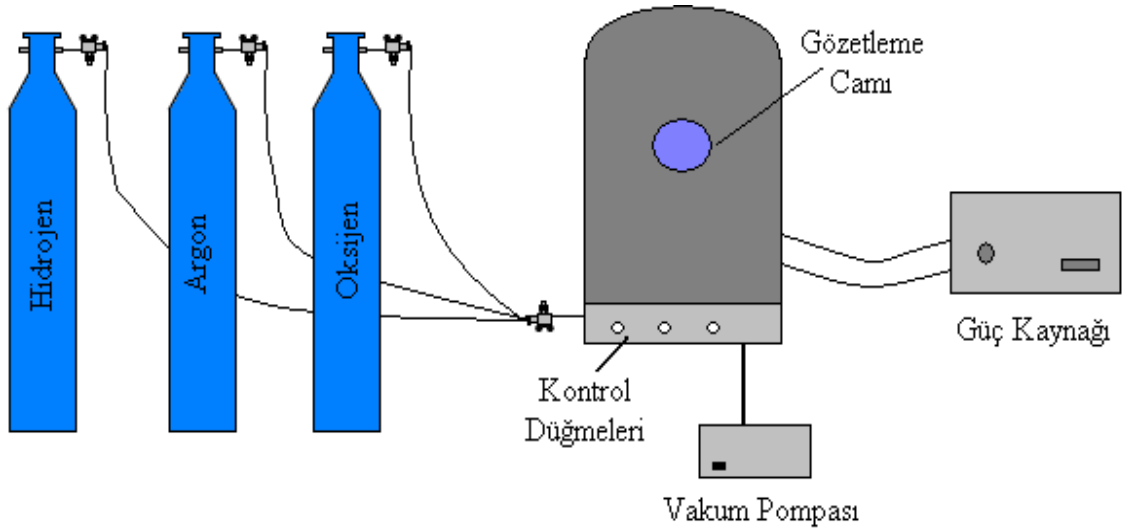 Hidrojen
Argon
Oksijen
Gözetleme
Camı
Güç Kaynağı
Kontrol
Düğmeleri
Vakum Pompası